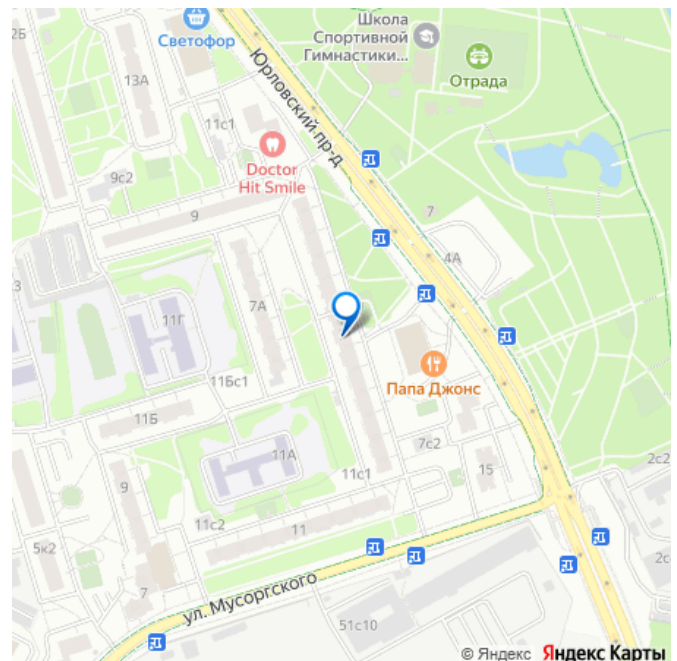 2Б
Светофор
Школа
Спортивной
Гимнастики...
Отрада
13А
11с1
Юрловский пр-д
Doctor
Hit Smile
9с2
9
7
4А
3
11Г
7А
Папа Джонс
11Бс1
11Б
7с2
11А
11с1
15
2с2
9
11с2
11
5к2
7
ул. Мусоргского
51с10
2с
© Яндекс Яндекс Карты